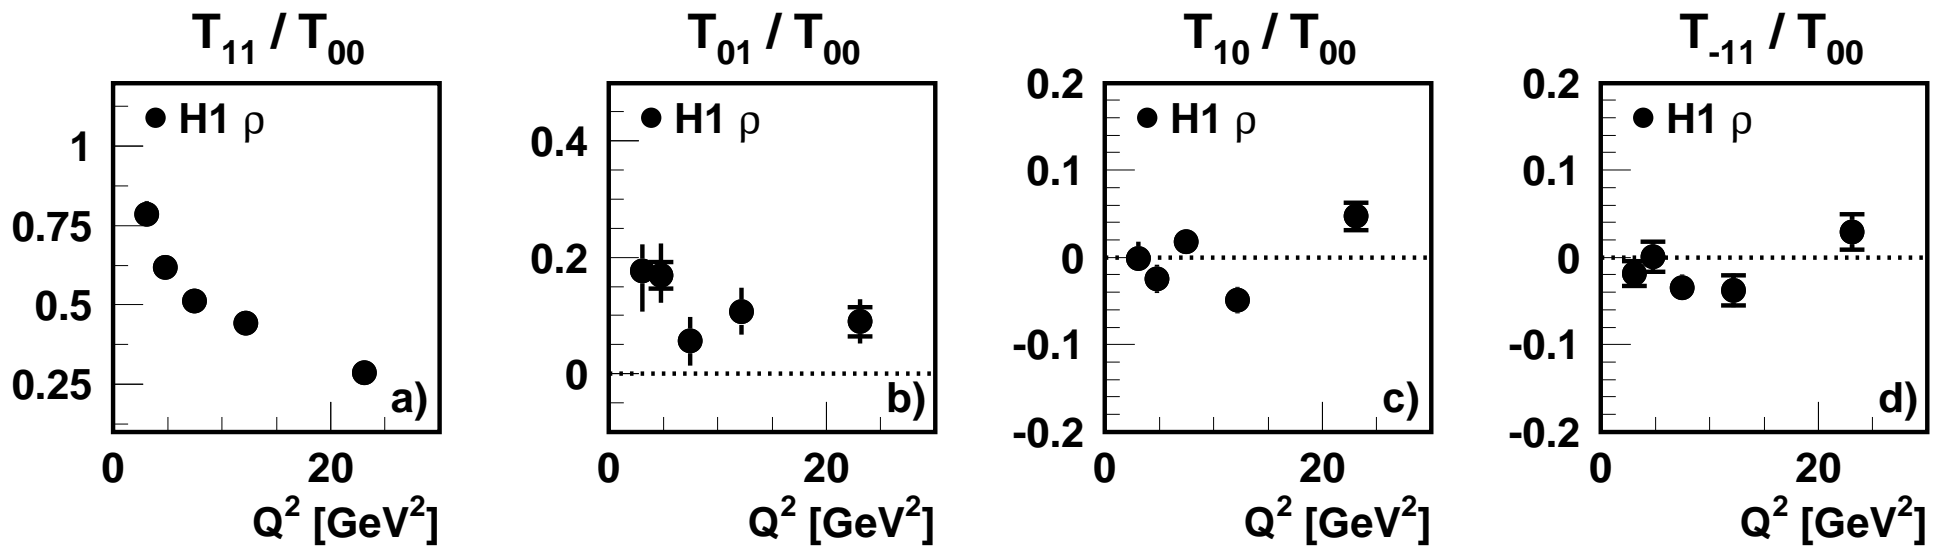 T11 / T00
H1 ρ
1
0.75
0.5
0.25
a)
0 20
Q² [GeV²]
T01 / T00
H1 ρ
0.4
0.2
0
b)
0 20
Q² [GeV²]
T10 / T00
H1 ρ
0.2
0.1
0
-0.1
-0.2
c)
0 20
Q² [GeV²]
T-11 / T00
H1 ρ
0.2
0.1
0
-0.1
-0.2
d)
0 20
Q² [GeV²]